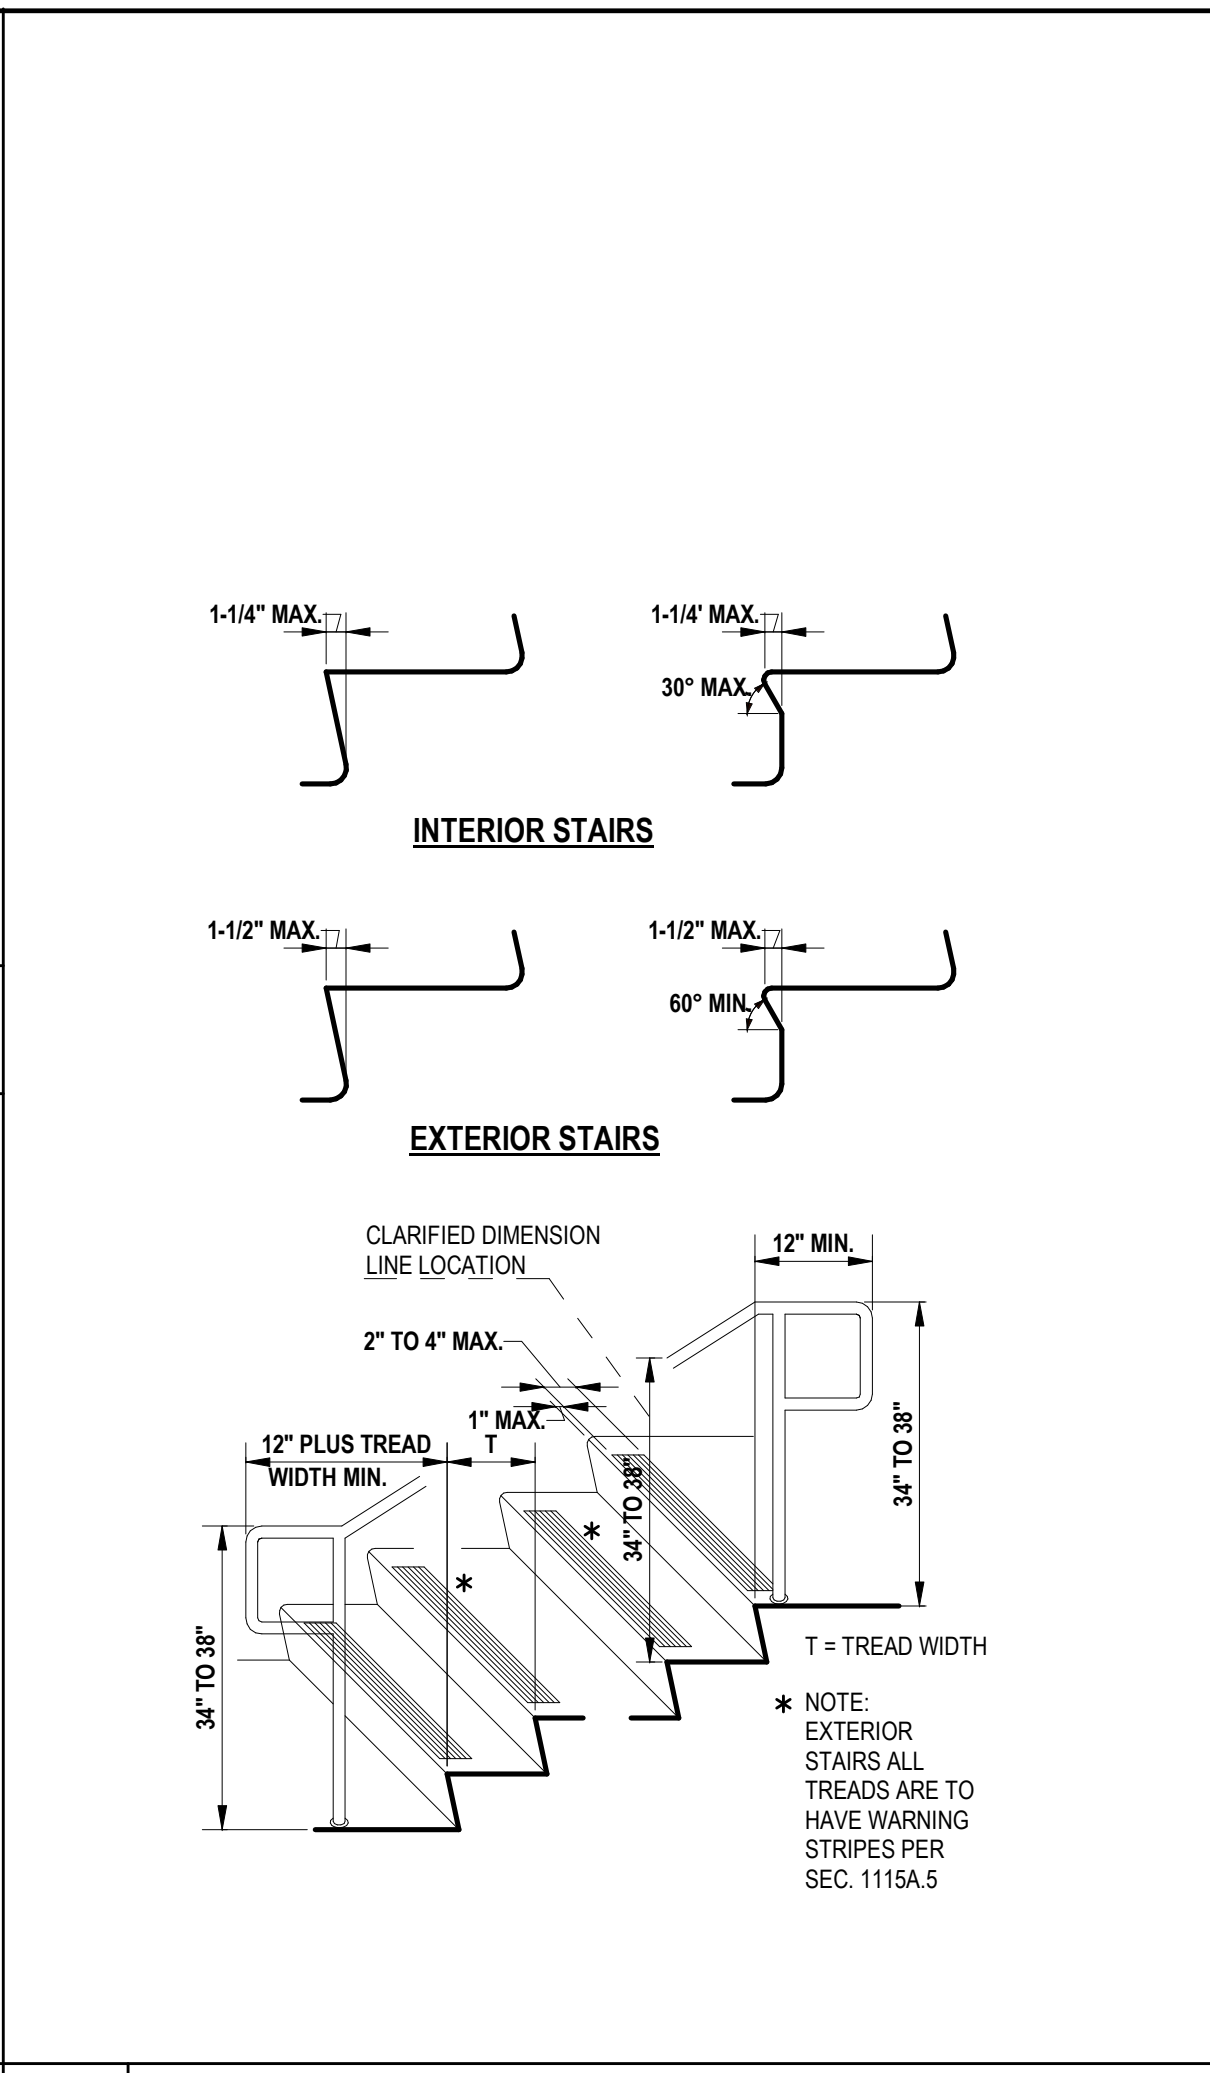 1-1/4" MAX.
1-1/4' MAX.
30° MAX.
INTERIOR STAIRS
1-1/2" MAX.
1-1/2" MAX.
60° MIN.
EXTERIOR STAIRS
CLARIFIED DIMENSION
LINE LOCATION
12" MIN.
2" TO 4" MAX.
1" MAX.
12" PLUS TREAD
WIDTH MIN.
T
34" TO 38"
34" TO 38"
34" TO 38"
*
*
T = TREAD WIDTH
* NOTE:
EXTERIOR
STAIRS ALL
TREADS ARE TO
HAVE WARNING
STRIPES PER
SEC. 1115A.5